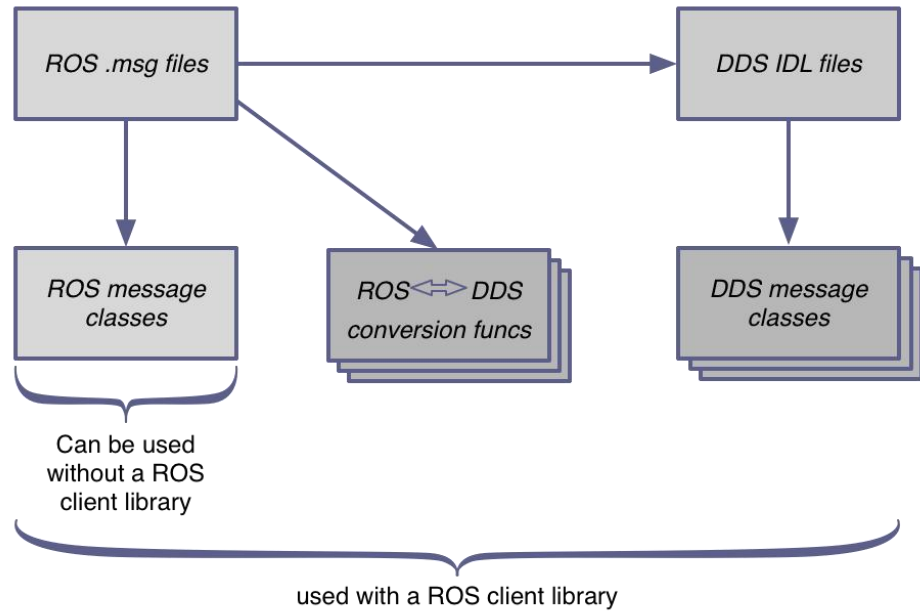 ROS .msg files
DDS IDL files
ROS message
classes
ROS DDS
conversion funcs
DDS message
classes
Can be used
without a ROS
client library
used with a ROS client library